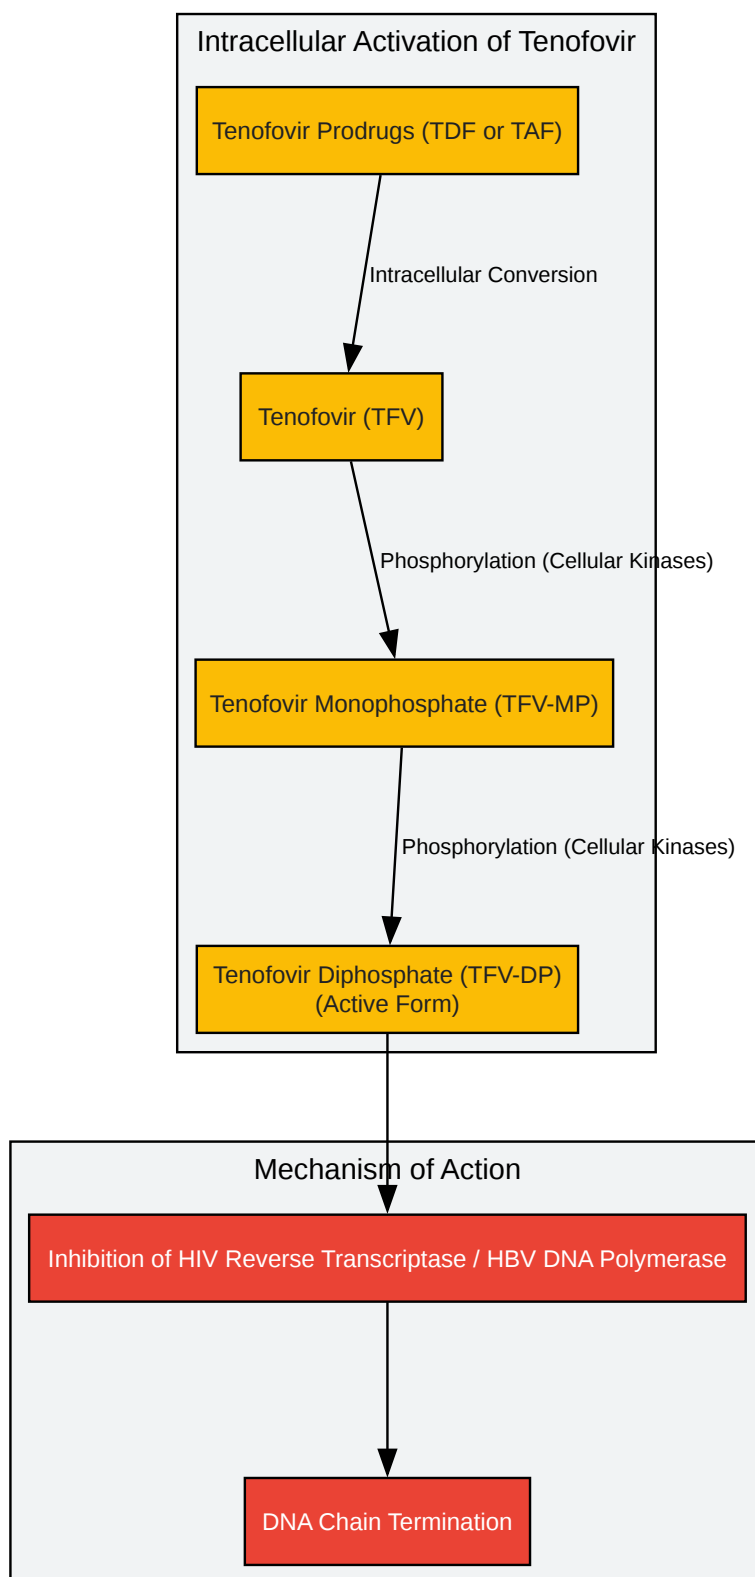 Intracellular Activation of Tenofovir
Tenofovir Prodrugs (TDF or TAF)
Intracellular Conversion
Tenofovir (TFV)
Phosphorylation (Cellular Kinases)
Tenofovir Monophosphate (TFV-MP)
Phosphorylation (Cellular Kinases)
Tenofovir Diphosphate (TFV-DP)
(Active Form)
Mechanism of Action
Inhibition of HIV Reverse Transcriptase / HBV DNA Polymerase
DNA Chain Termination